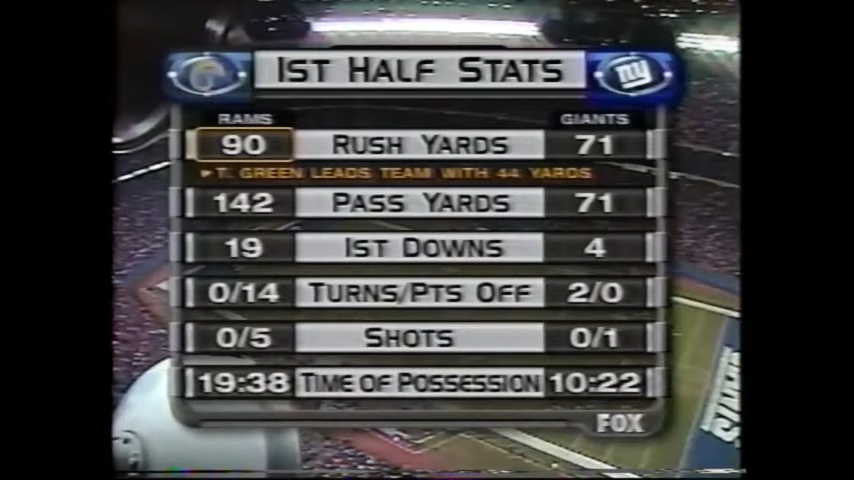 1ST HALF STATS
ny
RAMS GIANTS
90 RUSH YARDS 71
▸T. GREEN LEADS TEAM WITH 44 YARDS
142 PASS YARDS 71
19 1ST DOWNS 4
0/14 TURNS/PTS OFF 2/0
0/5 SHOTS 0/1
19:38 TIME OF POSSESSION 10:22
FOX